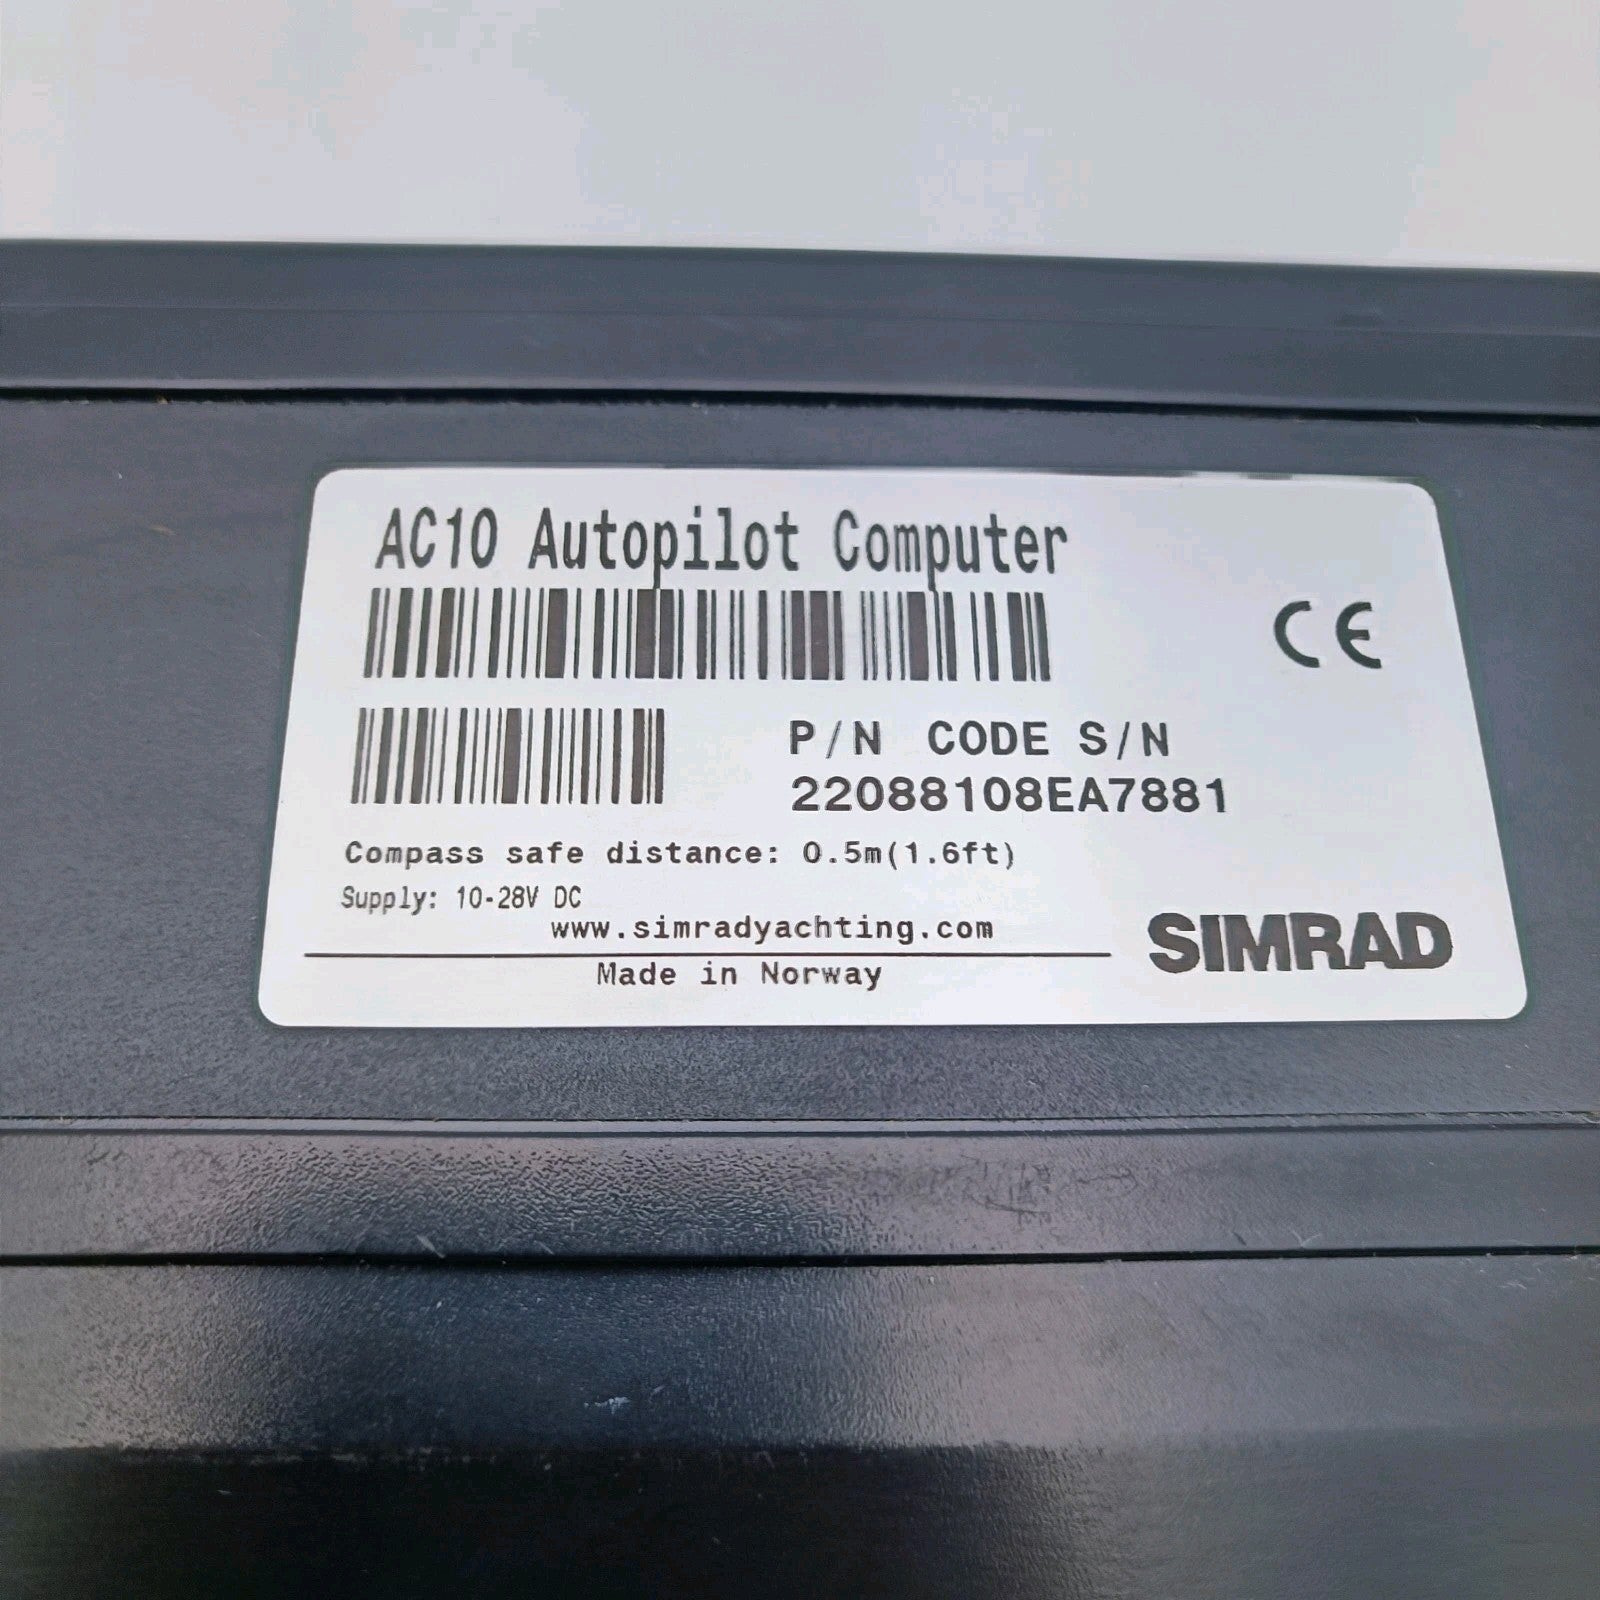 AC10 Autopilot Computer
CE
P/N CODE S/N
22088108EA7881
Compass safe distance: 0.5m(1.6ft)
Supply: 10-28V DC
www.simradyachting.com
SIMRAD
Made in Norway